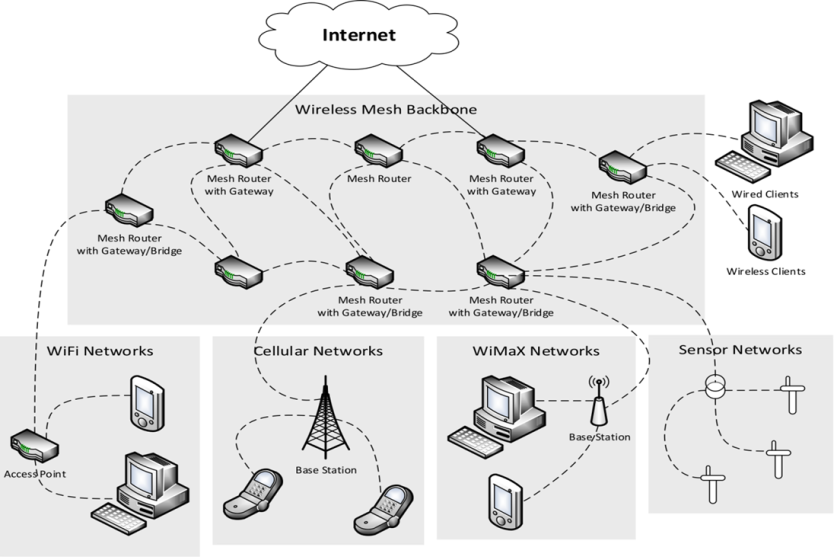 Internet
Wireless Mesh Backbone
Mesh Router
with Gateway
Mesh Router
Mesh Router
with Gateway
Mesh Router
with Gateway/Bridge
Wired Clients
Mesh Router
with Gateway/Bridge
Wireless Clients
Mesh Router
with Gateway/Bridge
Mesh Router
with Gateway/Bridge
WiFi Networks
Cellular Networks
WiMaX Networks
Sensor Networks
Access Point
Base Station
Base Station